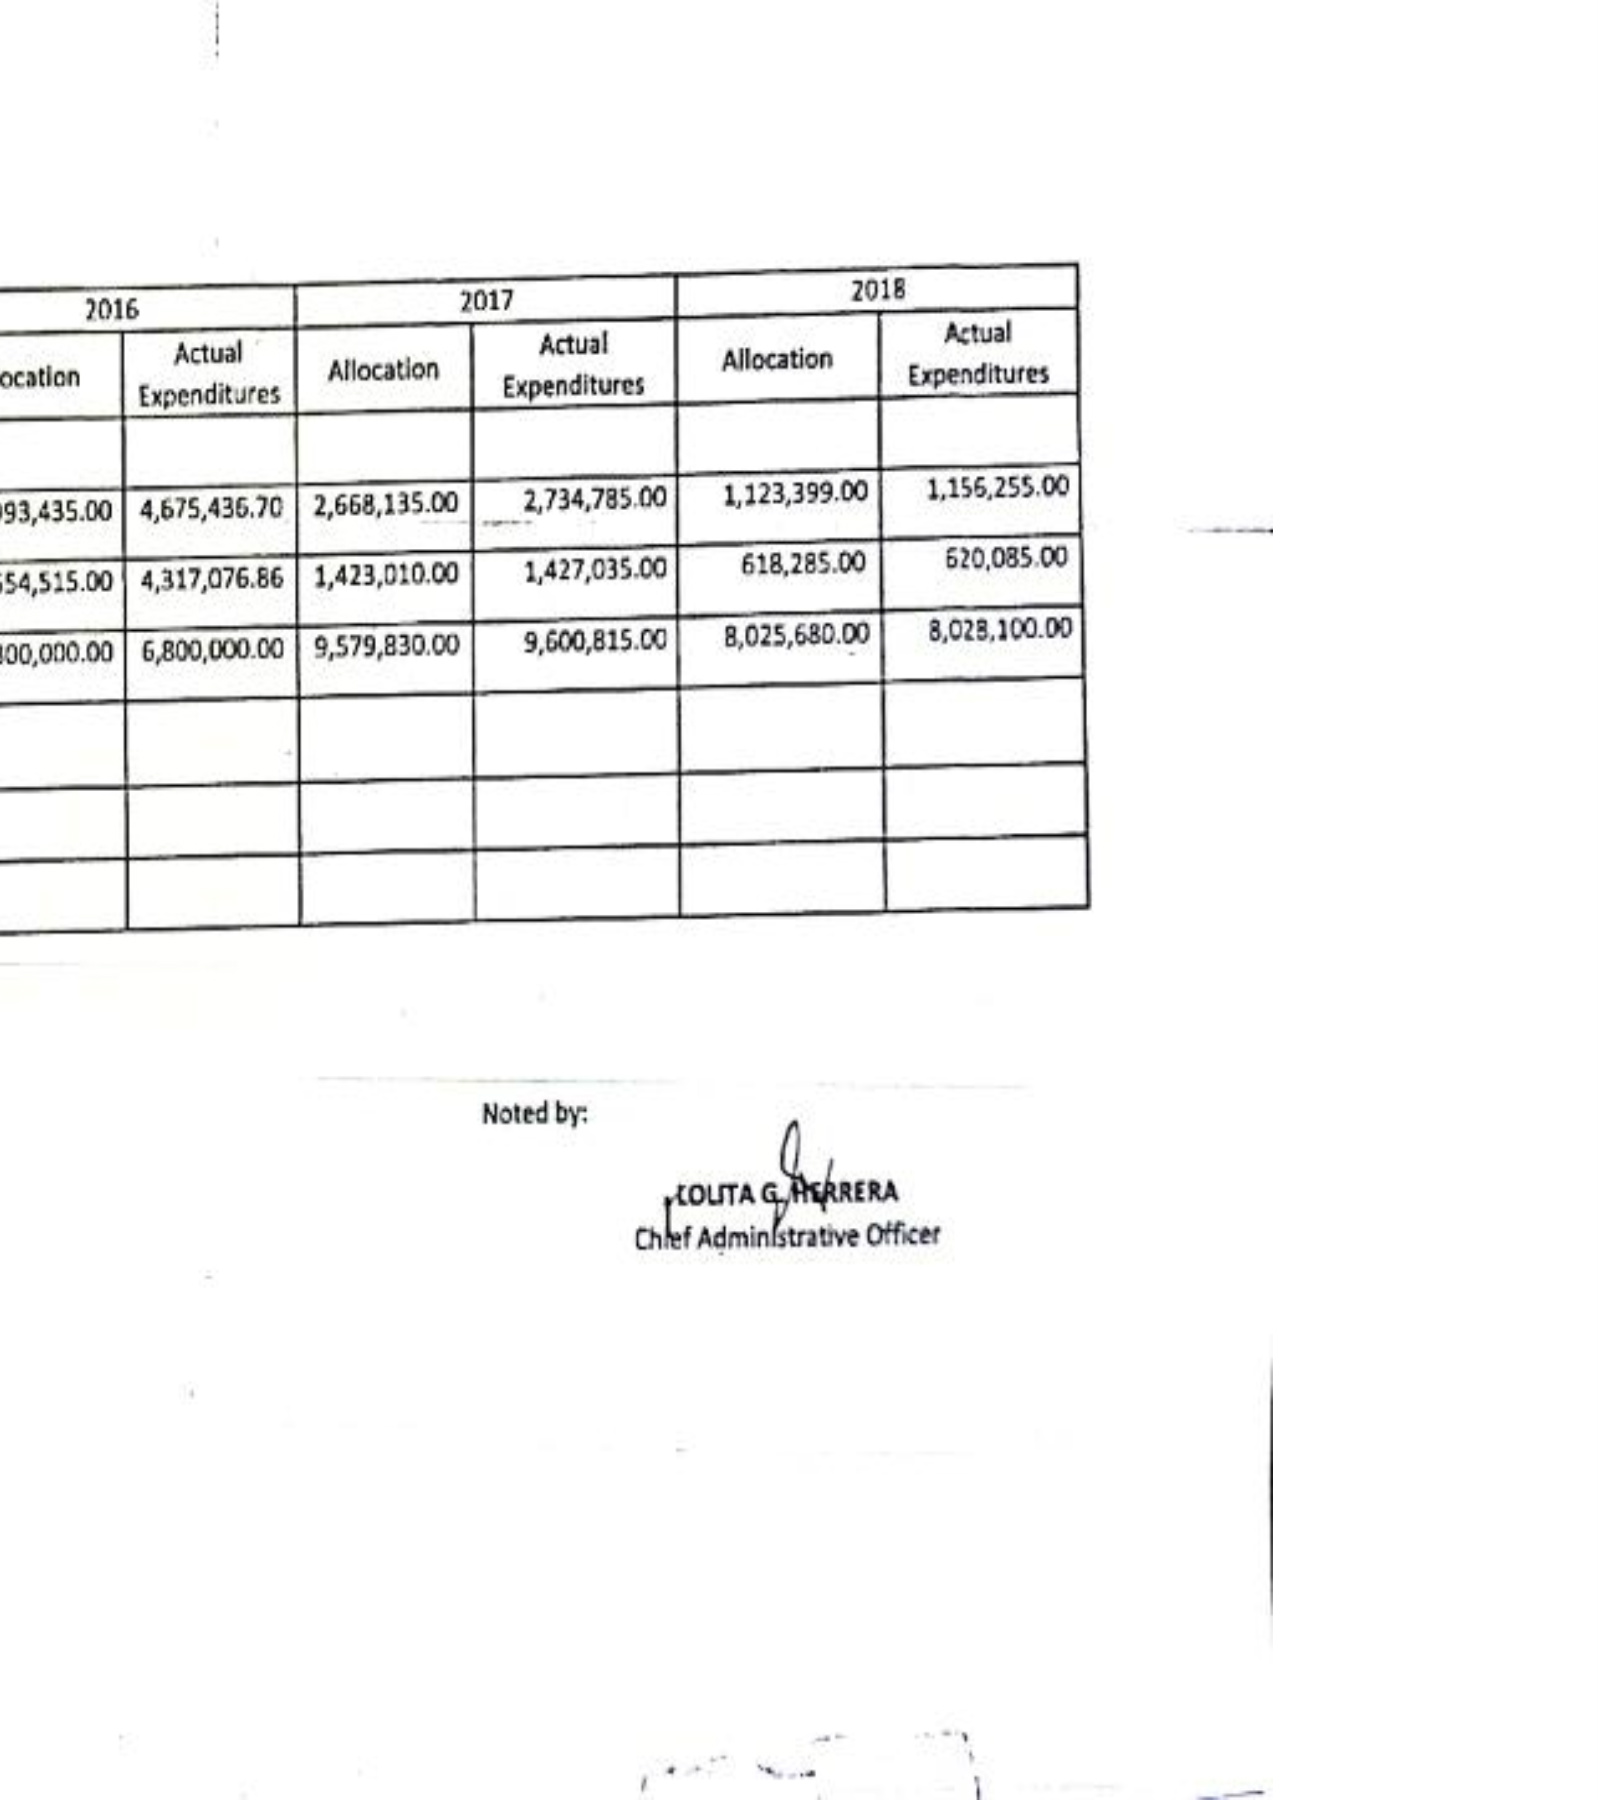 2016 2017 2018
ocation Actual Expenditures Allocation Actual Expenditures Allocation Actual Expenditures
93,435.00 4,675,436.70 2,668,135.00 2,734,785.00 1,123,399.00 1,156,255.00
54,515.00 4,317,076.86 1,423,010.00 1,427,035.00 618,285.00 620,085.00
00,000.00 6,800,000.00 9,579,830.00 9,600,815.00 8,025,680.00 8,028,100.00
Noted by:
LOLITA G. HERRERA
Chief Administrative Officer